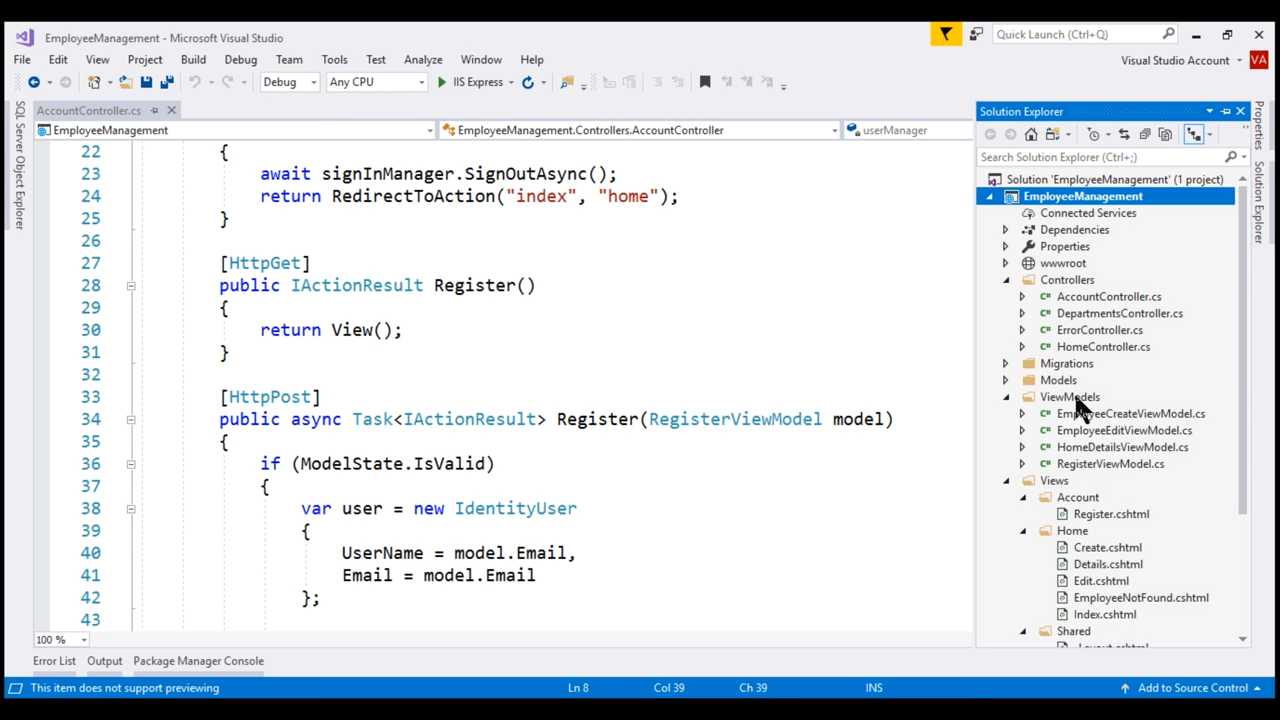 EmployeeManagement - Microsoft Visual Studio
Quick Launch (Ctrl+Q)
File Edit View Project Build Debug Team Tools Test Analyze Window Help
Visual Studio Account
VA
Debug
Any CPU
IIS Express
SQL Server Object Explorer
AccountController.cs
EmployeeManagement
EmployeeManagement.Controllers.AccountController
userManager
22 {
23 await signInManager.SignOutAsync();
24 return RedirectToAction("index", "home");
25 }
26
27 [HttpGet]
28 public IActionResult Register()
29 {
30 return View();
31 }
32
33 [HttpPost]
34 public async Task<IActionResult> Register(RegisterViewModel model)
35 {
36 if (ModelState.IsValid)
37 {
38 var user = new IdentityUser
39 {
40 UserName = model.Email,
41 Email = model.Email
42 };
43
100 %
Solution Explorer
Search Solution Explorer (Ctrl+;)
Solution 'EmployeeManagement' (1 project)
EmployeeManagement
Connected Services
Dependencies
Properties
wwwroot
Controllers
C# AccountController.cs
C# DepartmentsController.cs
C# ErrorController.cs
C# HomeController.cs
Migrations
Models
ViewModels
C# EmployeeCreateViewModel.cs
C# EmployeeEditViewModel.cs
C# HomeDetailsViewModel.cs
C# RegisterViewModel.cs
Views
Account
Register.cshtml
Home
Create.cshtml
Details.cshtml
Edit.cshtml
EmployeeNotFound.cshtml
Index.cshtml
Shared
_Layout.cshtml
Properties
Solution Explorer
Error List Output Package Manager Console
This item does not support previewing
Ln 8
Col 39
Ch 39
INS
Add to Source Control